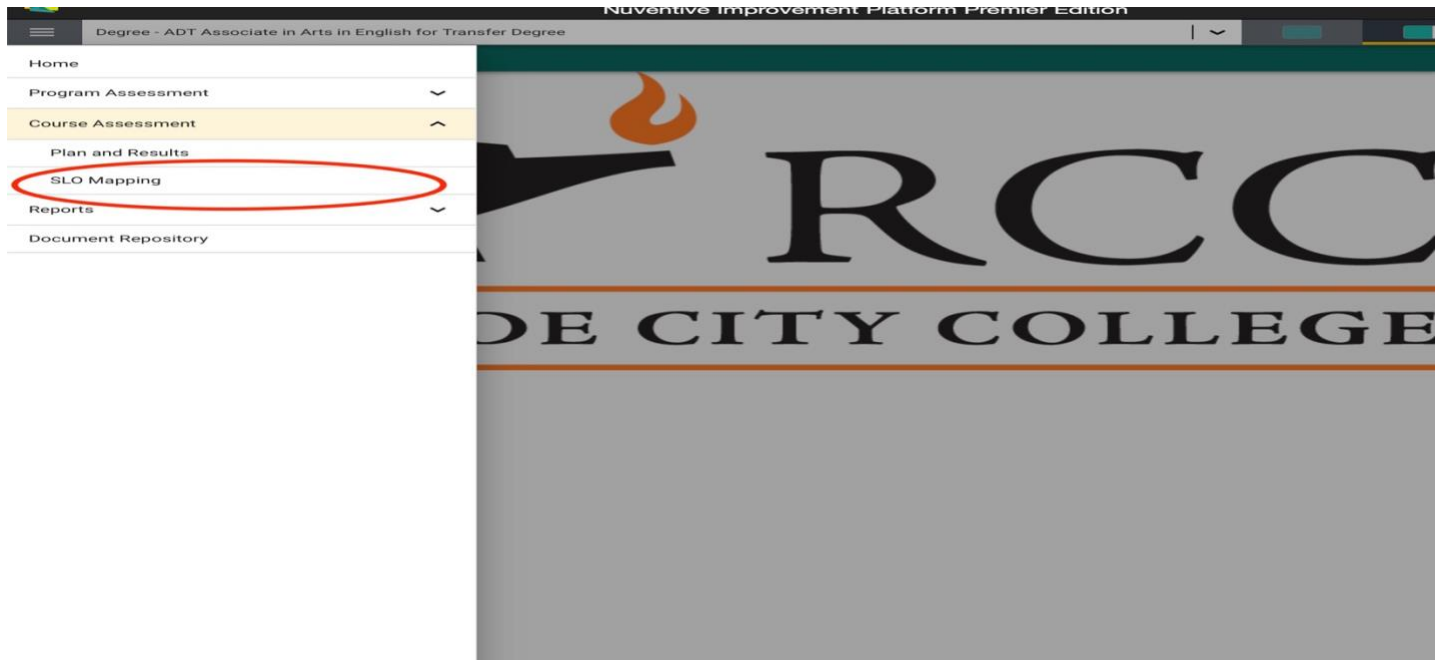 Nuventive Improvement Platform Premier Edition
Degree - ADT Associate in Arts in English for Transfer Degree
Home
Program Assessment
Course Assessment
Plan and Results
SLO Mapping
Reports
Document Repository
RCC
DE CITY COLLEGE